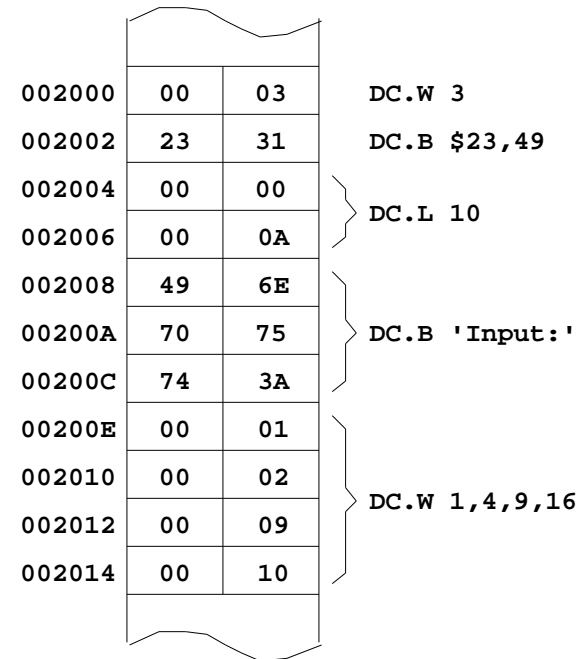 002000 00 03 DC.W 3
002002 23 31 DC.B $23,49
002004 00 00
DC.L 10
002006 00 0A
002008 49 6E
00200A 70 75 DC.B 'Input:'
00200C 74 3A
00200E 00 01
002010 00 02
DC.W 1,4,9,16
002012 00 09
002014 00 10